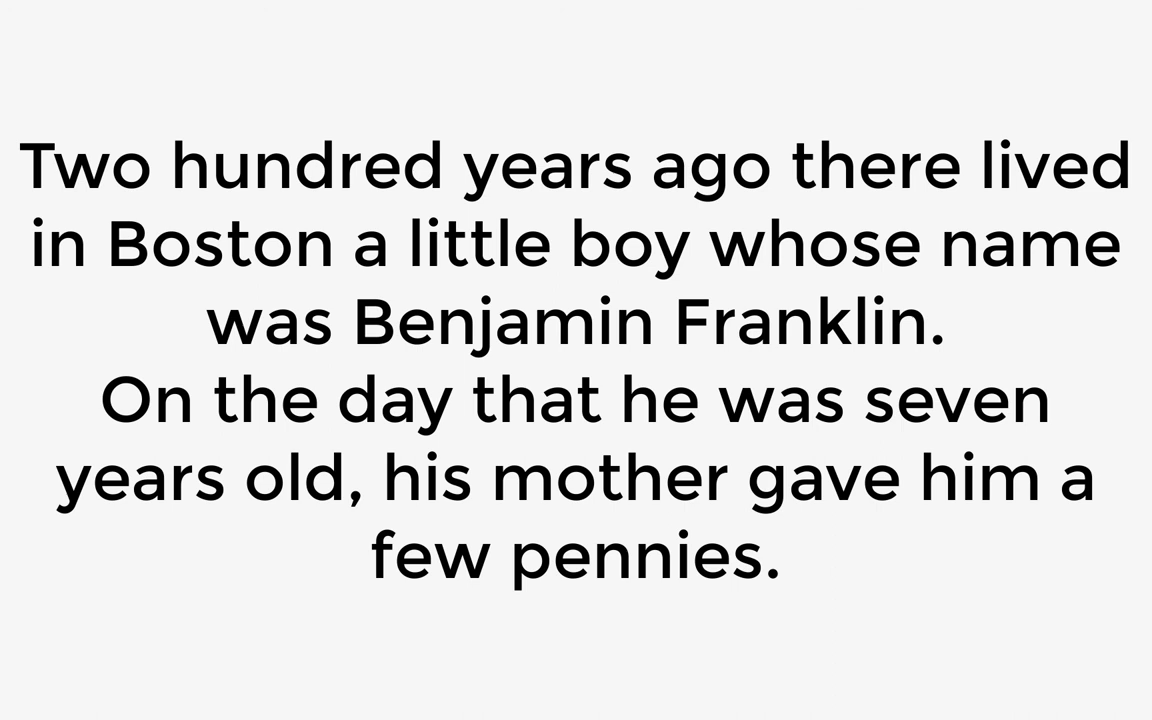 Two hundred years ago there lived
in Boston a little boy whose name
was Benjamin Franklin.
On the day that he was seven
years old, his mother gave him a
few pennies.